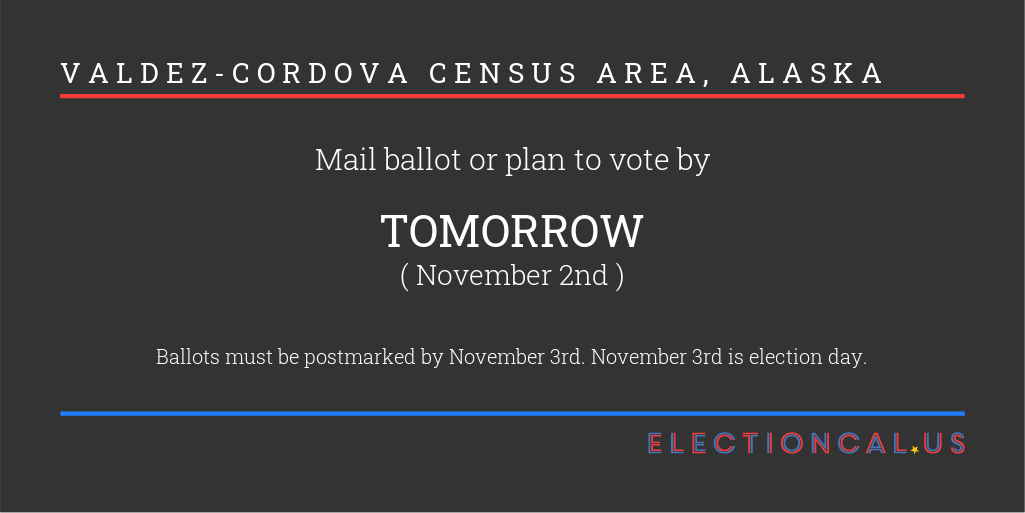 VALDEZ-CORDOVA CENSUS AREA, ALASKA
Mail ballot or plan to vote by
TOMORROW
( November 2nd )
Ballots must be postmarked by November 3rd. November 3rd is election day.
ELECTIONCAL.US